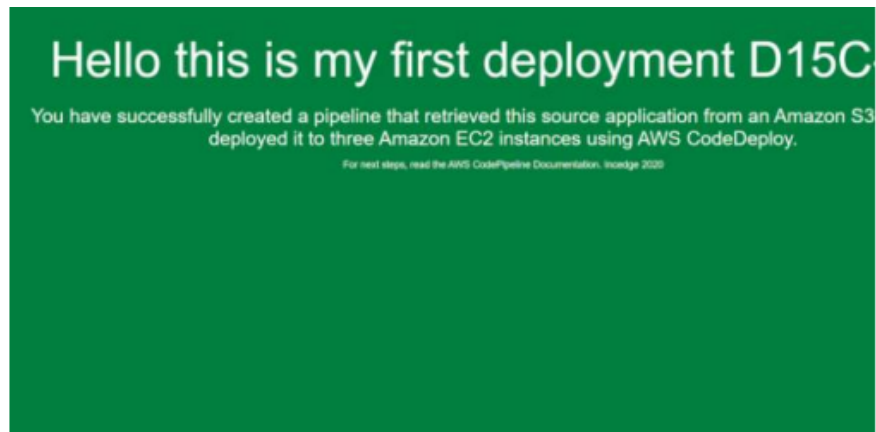 Hello this is my first deployment D15C-
You have successfully created a pipeline that retrieved this source application from an Amazon S3
deployed it to three Amazon EC2 instances using AWS CodeDeploy.
For next steps, read the AWS CodePipeline Documentation. Incedge 2020